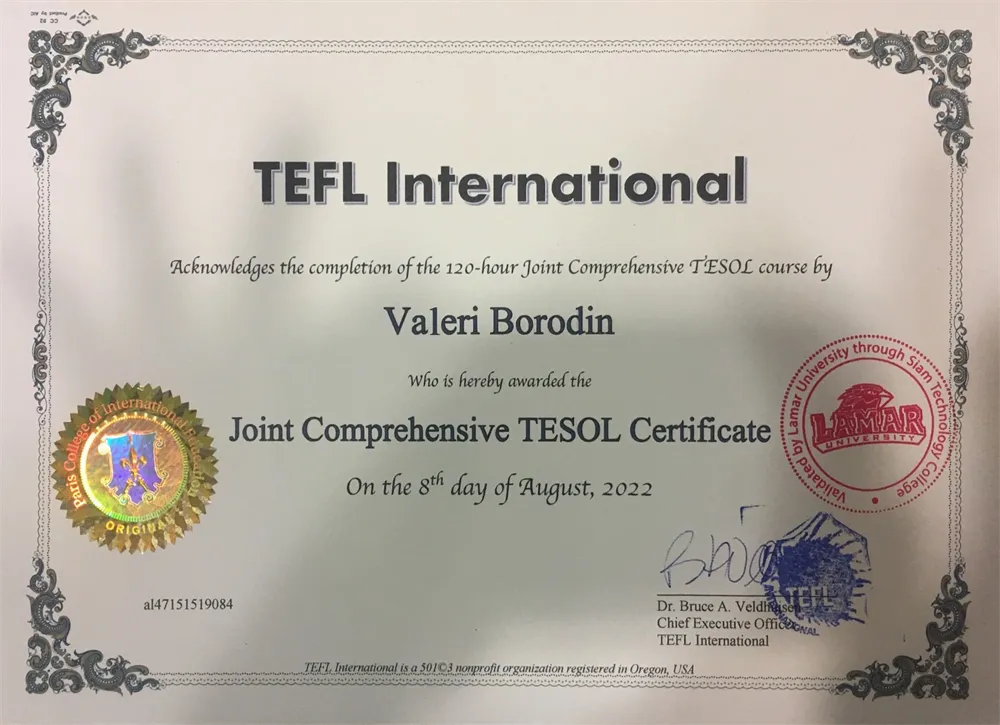 TEFL International
Acknowledges the completion of the 120-hour Joint Comprehensive TESOL course by
Valeri Borodin
Who is hereby awarded the
Joint Comprehensive TESOL Certificate
On the 8th day of August, 2022
Paris College of International
ORIGINAL
Validated by Lamar University through Siam Technology College
LAMAR
UNIVERSITY
al47151519084
TEFL
Dr. Bruce A.
Chief Executive Officer
TEFL International
TEFL International is a 501©3 nonprofit organization registered in Oregon, USA